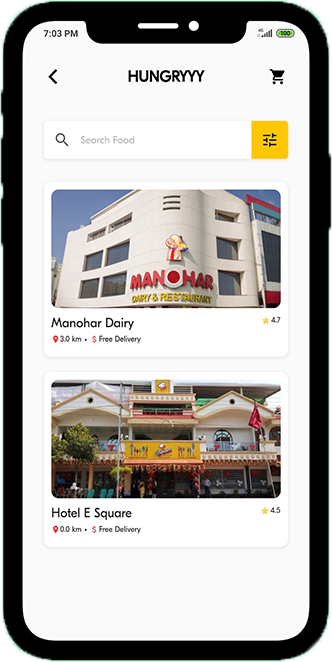 7:03 PM
4G
100
HUNGRYYY
Search Food
MANOHAR
DAIRY & RESTAURANT
Manohar Dairy
4.7
3.0 km • $ Free Delivery
Hotel E Square
4.5
0.0 km • $ Free Delivery